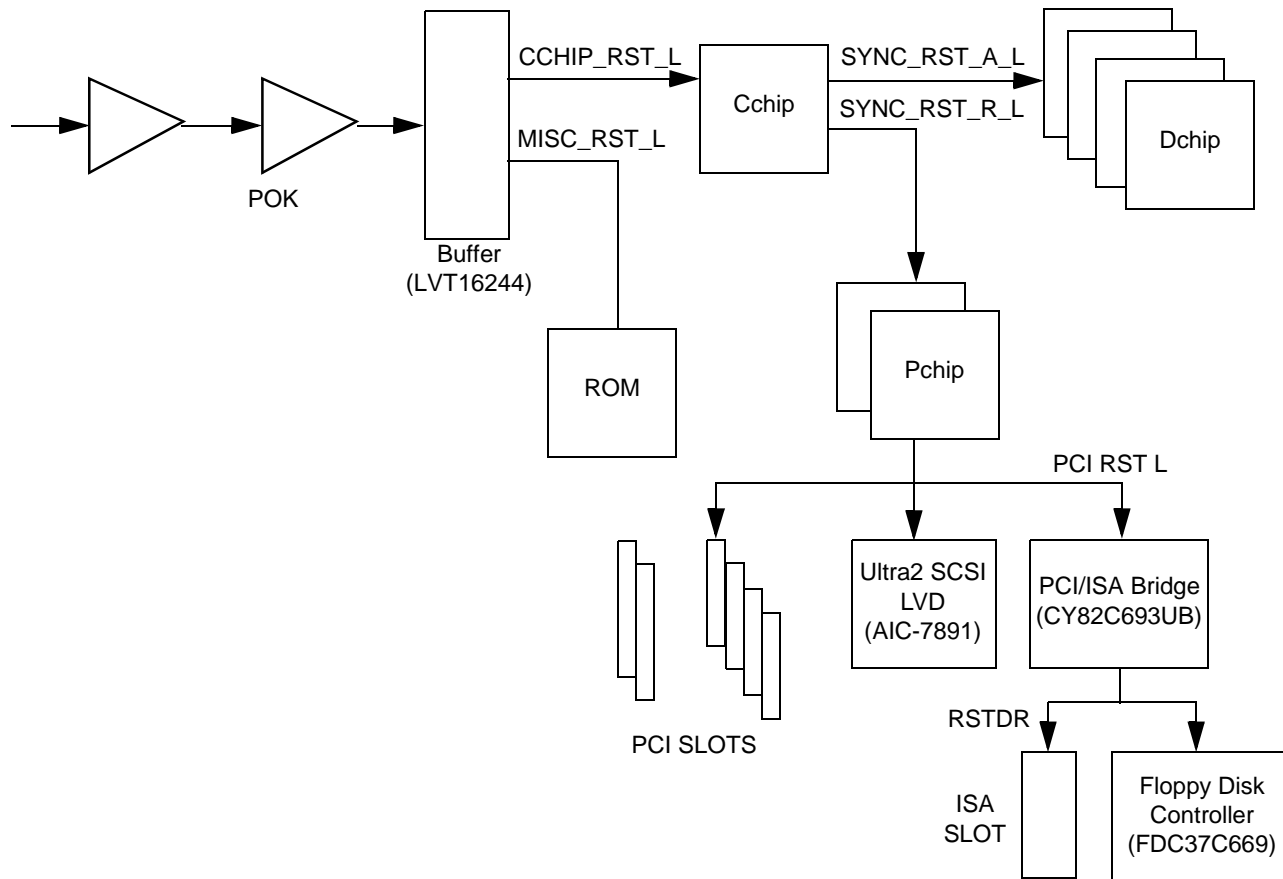 CCHIP_RST_L
SYNC_RST_A_L
Cchip
SYNC_RST_R_L
MISC_RST_L
Dchip
POK
Buffer
(LVT16244)
Pchip
ROM
PCI RST L
Ultra2 SCSI
LVD
(AIC-7891)
PCI/ISA Bridge
(CY82C693UB)
RSTDR
PCI SLOTS
ISA
SLOT
Floppy Disk
Controller
(FDC37C669)